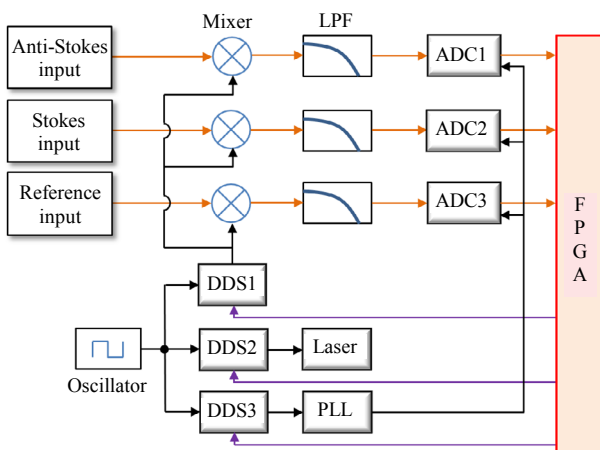 Mixer
LPF
Anti-Stokes
input
ADC1
Stokes
input
ADC2
Reference
input
ADC3
F
P
G
A
DDS1
Oscillator
DDS2
Laser
DDS3
PLL